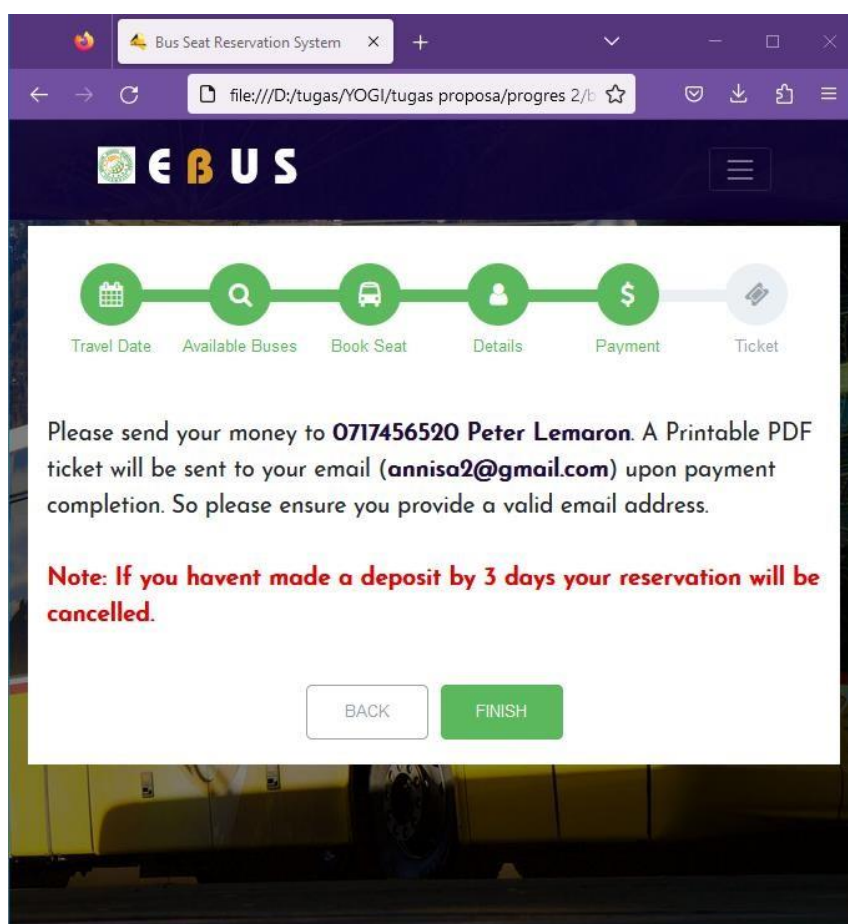 Bus Seat Reservation System
file:///D:/tugas/YOGI/tugas proposa/progres 2/b
EBUS
Travel Date Available Buses Book Seat Details Payment Ticket
Please send your money to 0717456520 Peter Lemaron. A Printable PDF
ticket will be sent to your email (annisa2@gmail.com) upon payment
completion. So please ensure you provide a valid email address.
Note: If you havent made a deposit by 3 days your reservation will be
cancelled.
BACK FINISH